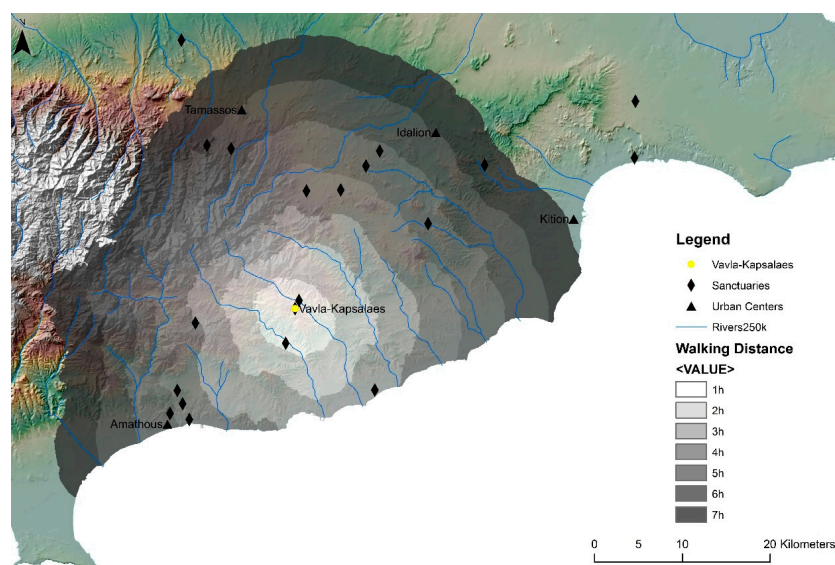 N
Tamassos
Idalion
Kition
Vavla-Kapsalaes
Amathous
Legend
Vavla-Kapsalaes
Sanctuaries
Urban Centers
Rivers250k
Walking Distance
<VALUE>
1h
2h
3h
4h
5h
6h
7h
0 5 10 20 Kilometers